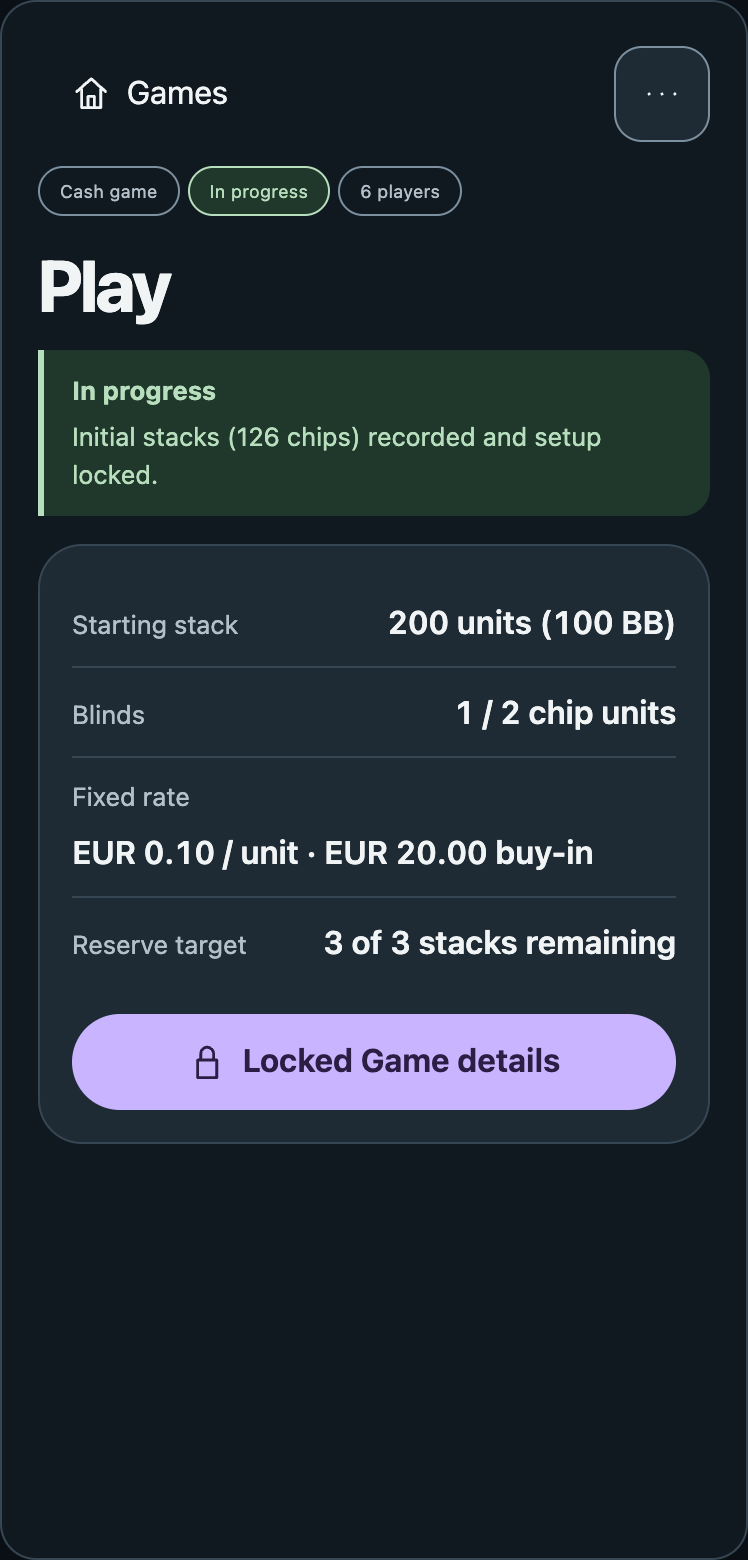 Games
...
Cash game
In progress
6 players
Play
In progress
Initial stacks (126 chips) recorded and setup
locked.
Starting stack
200 units (100 BB)
Blinds
1 / 2 chip units
Fixed rate
EUR 0.10 / unit · EUR 20.00 buy-in
Reserve target
3 of 3 stacks remaining
Locked Game details